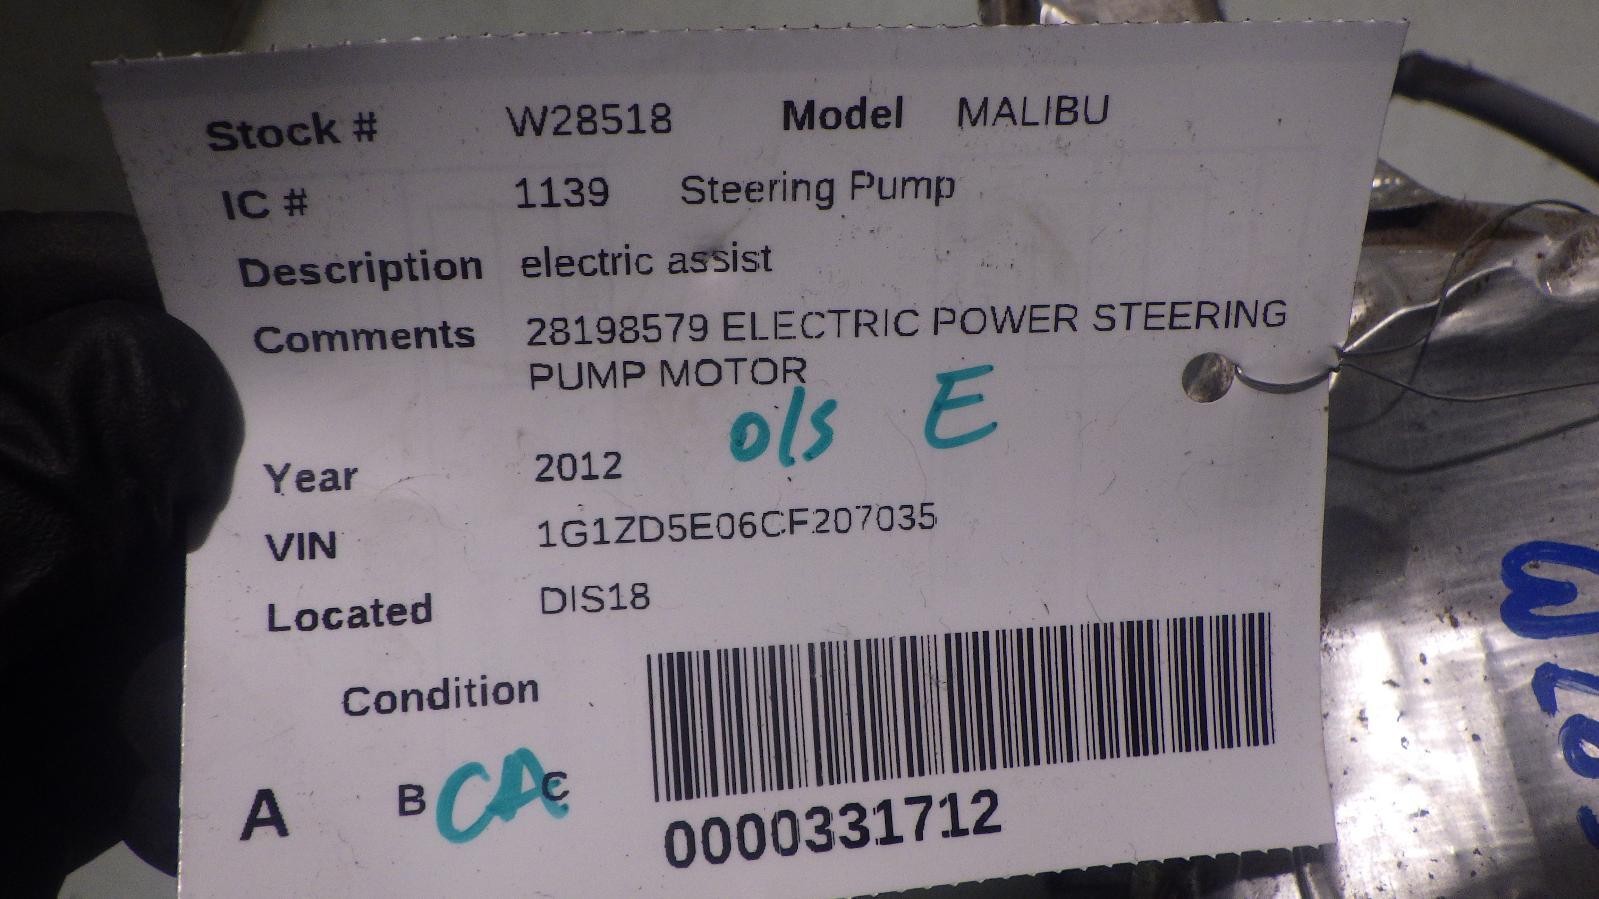 Stock # W28518 Model MALIBU
IC # 1139 Steering Pump
Description electric assist
Comments 28198579 ELECTRIC POWER STEERING
PUMP MOTOR
o/s E
Year 2012
VIN 1G1ZD5E06CF207035
Located DIS18
Condition
A B CA C
0000331712